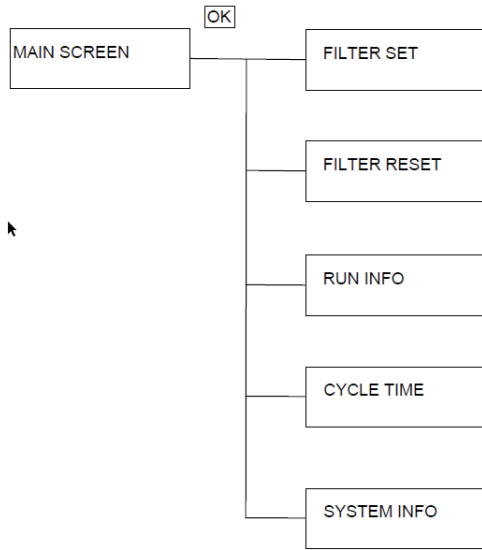 OK
MAIN SCREEN
FILTER SET
FILTER RESET
RUN INFO
CYCLE TIME
SYSTEM INFO